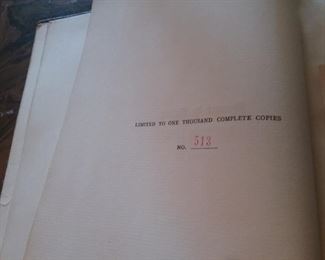 LIMITED TO ONE THOUSAND COMPLETE COPIES
NO. 513